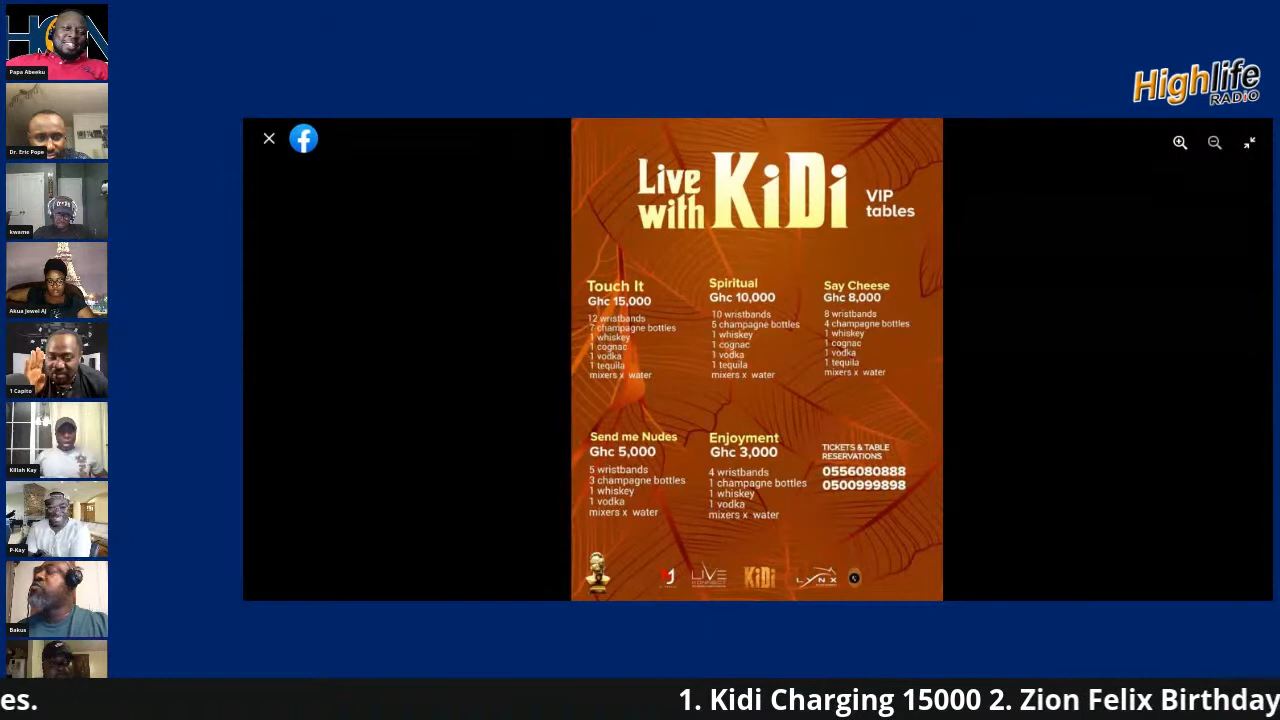 HON
Papa Abeeku
Dr. Eric Pope
kwame
Akua Jewel AJ
1 Capito
Killah Kay
P-Kay
Bakus
Highlife
RADiO
Live
with
KiDi
VIP
tables
Touch It
Ghc 15,000
12 wristbands
7 champagne bottles
1 whiskey
1 cognac
1 vodka
1 tequila
mixers x water
Spiritual
Ghc 10,000
10 wristbands
5 champagne bottles
1 whiskey
1 cognac
1 vodka
1 tequila
mixers x water
Say Cheese
Ghc 8,000
8 wristbands
4 champagne bottles
1 whiskey
1 cognac
1 vodka
1 tequila
mixers x water
Send me Nudes
Ghc 5,000
5 wristbands
3 champagne bottles
1 whiskey
1 vodka
mixers x water
Enjoyment
Ghc 3,000
4 wristbands
1 champagne bottles
1 whiskey
1 vodka
mixers x water
TICKETS & TABLE
RESERVATIONS
0556080888
0500999898
LIVE
KONNECT
KiDi
LYNX
es. 1. Kidi Charging 15000 2. Zion Felix Birthday